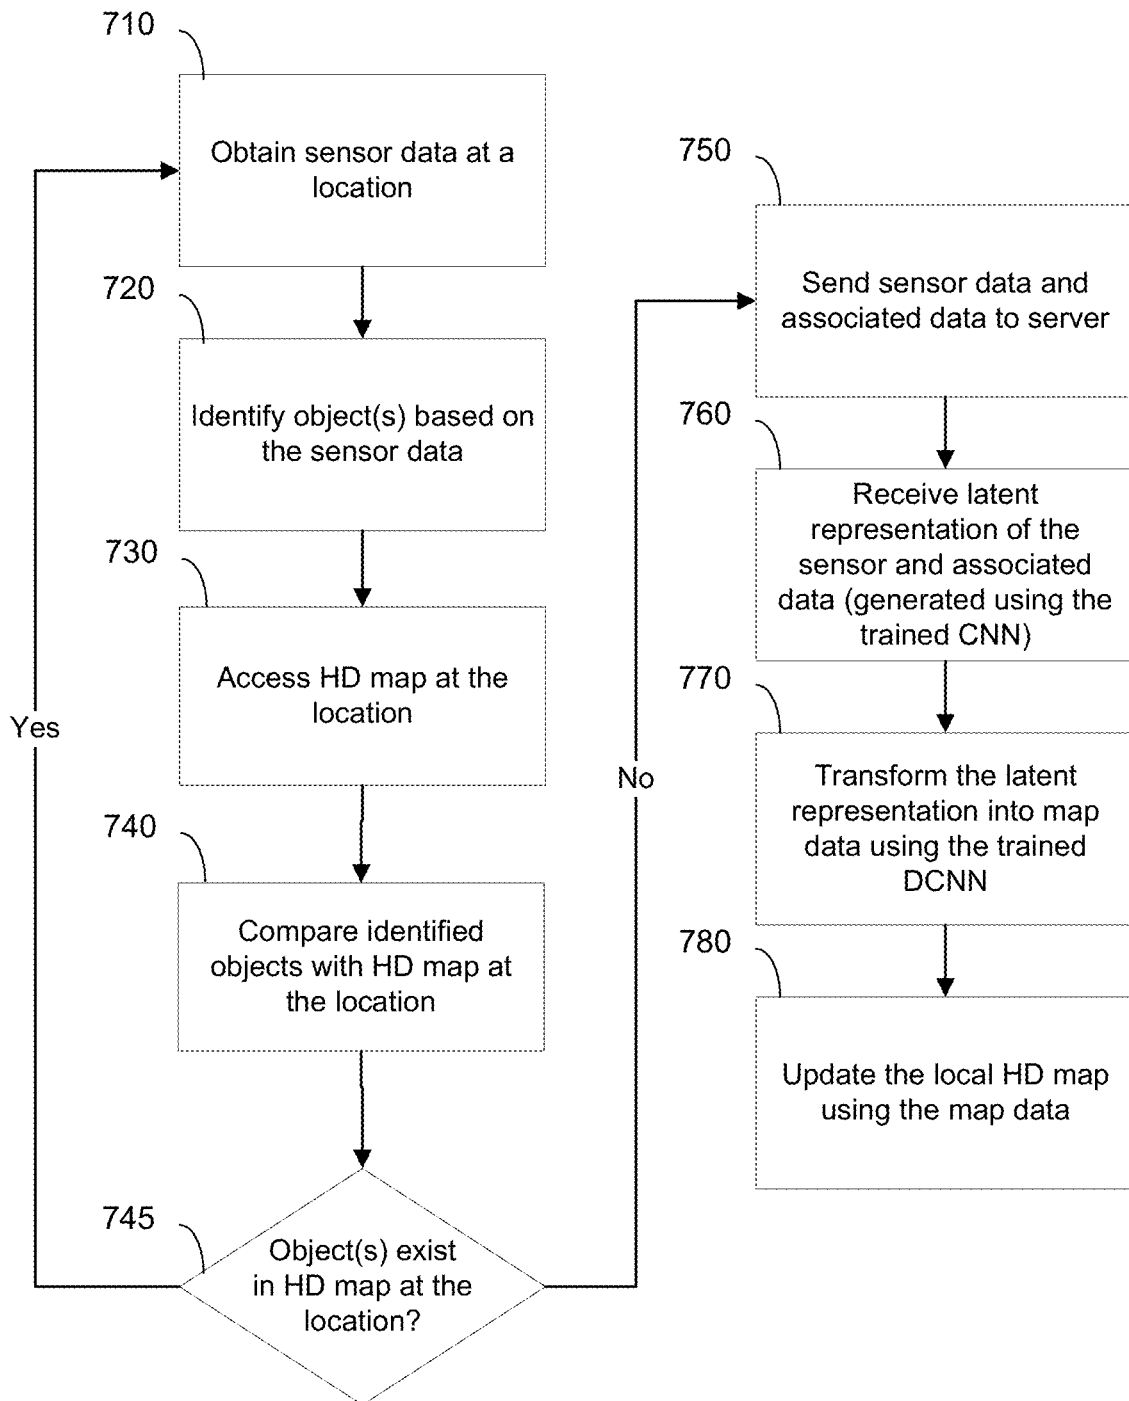 710
Obtain sensor data at a
location
720
Identify object(s) based on
the sensor data
730
Access HD map at the
location
740
Compare identified
objects with HD map at
the location
745
Object(s) exist
in HD map at the
location?
Yes
No
750
Send sensor data and
associated data to server
760
Receive latent
representation of the
sensor and associated
data (generated using the
trained CNN)
770
Transform the latent
representation into map
data using the trained
DCNN
780
Update the local HD map
using the map data